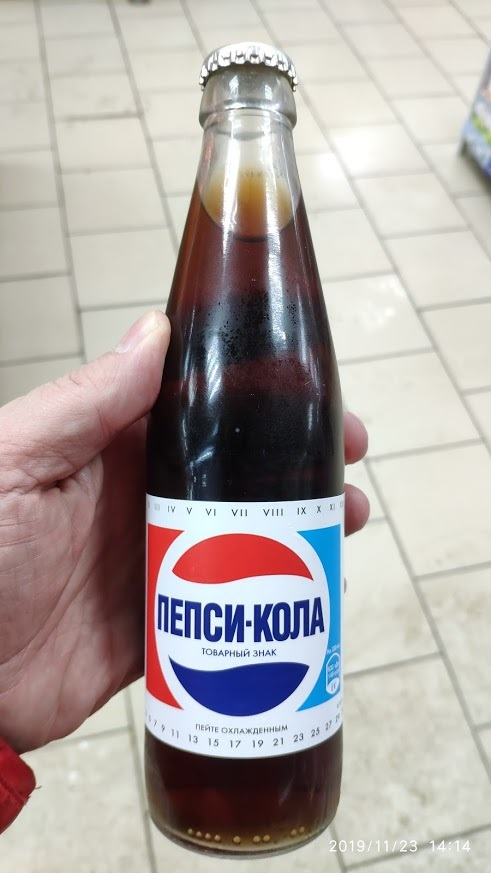 III IV V VI VII VIII IX X XI
ПЕПСИ-КОЛА
ТОВАРНЫЙ ЗНАК
ПЕЙТЕ ОХЛАЖДЕННЫМ
7 9 11 13 15 17 19 21 23 25 27
2019/11/23 14:14